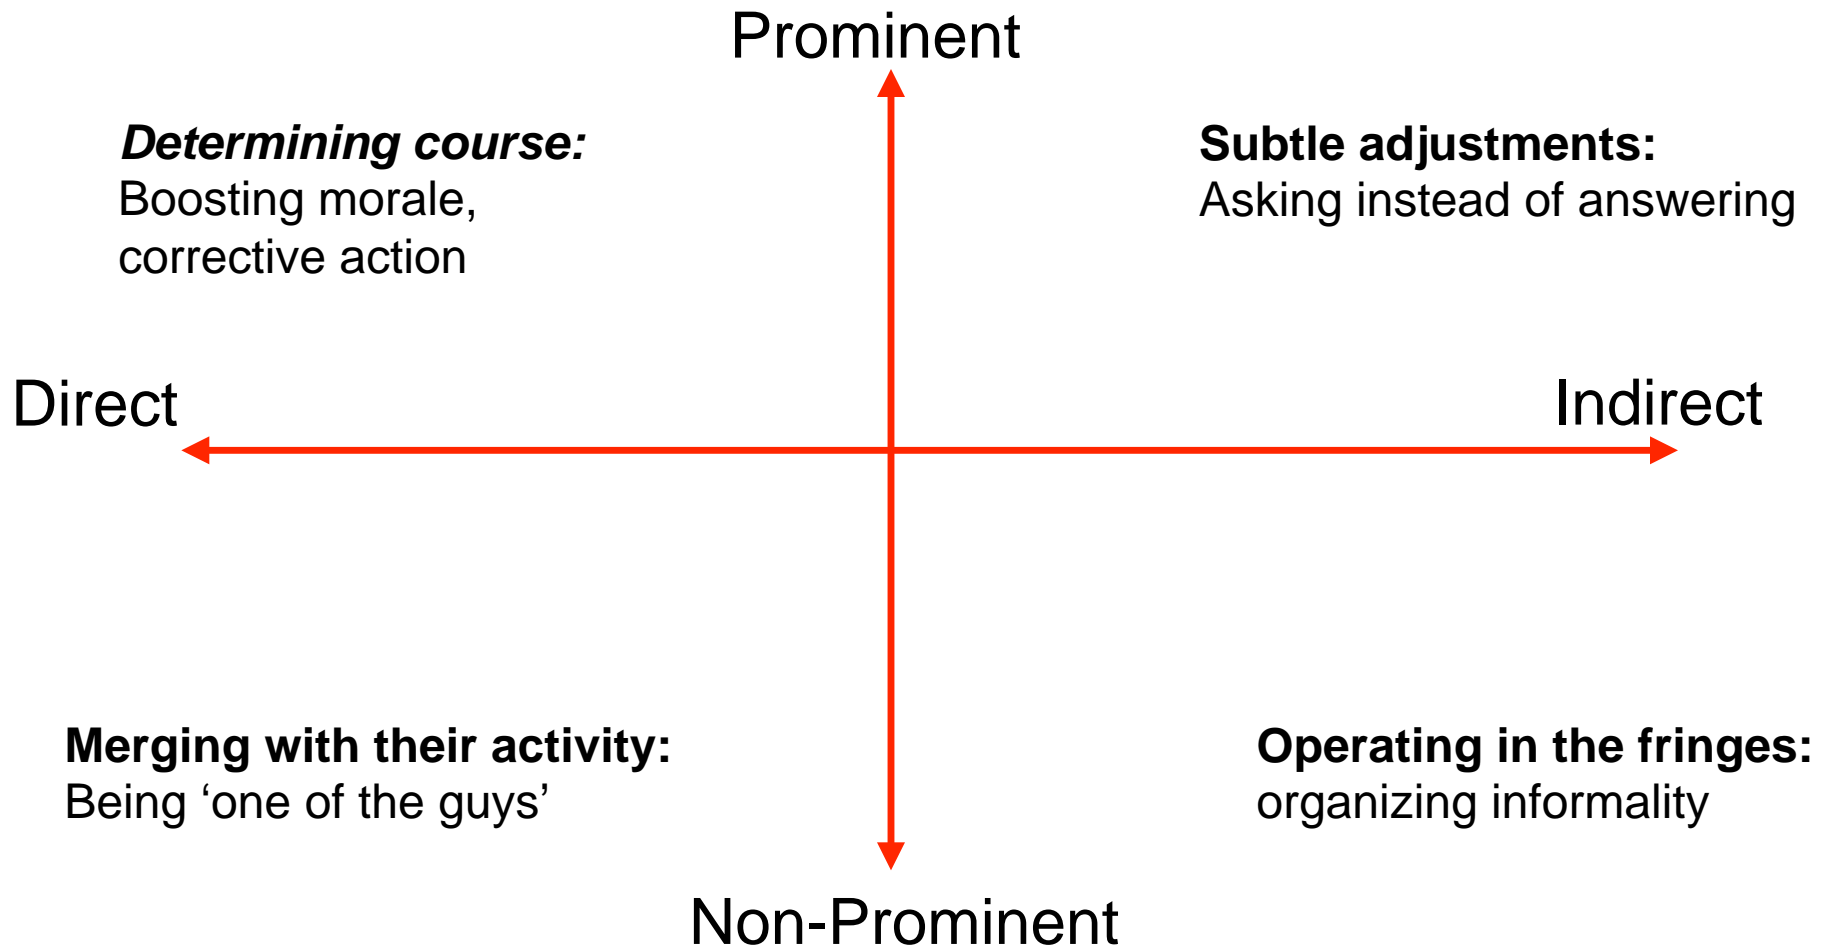 Prominent
Determining course:
Boosting morale,
corrective action
Subtle adjustments:
Asking instead of answering
Direct
Indirect
Merging with their activity:
Being ‘one of the guys’
Operating in the fringes:
organizing informality
Non-Prominent